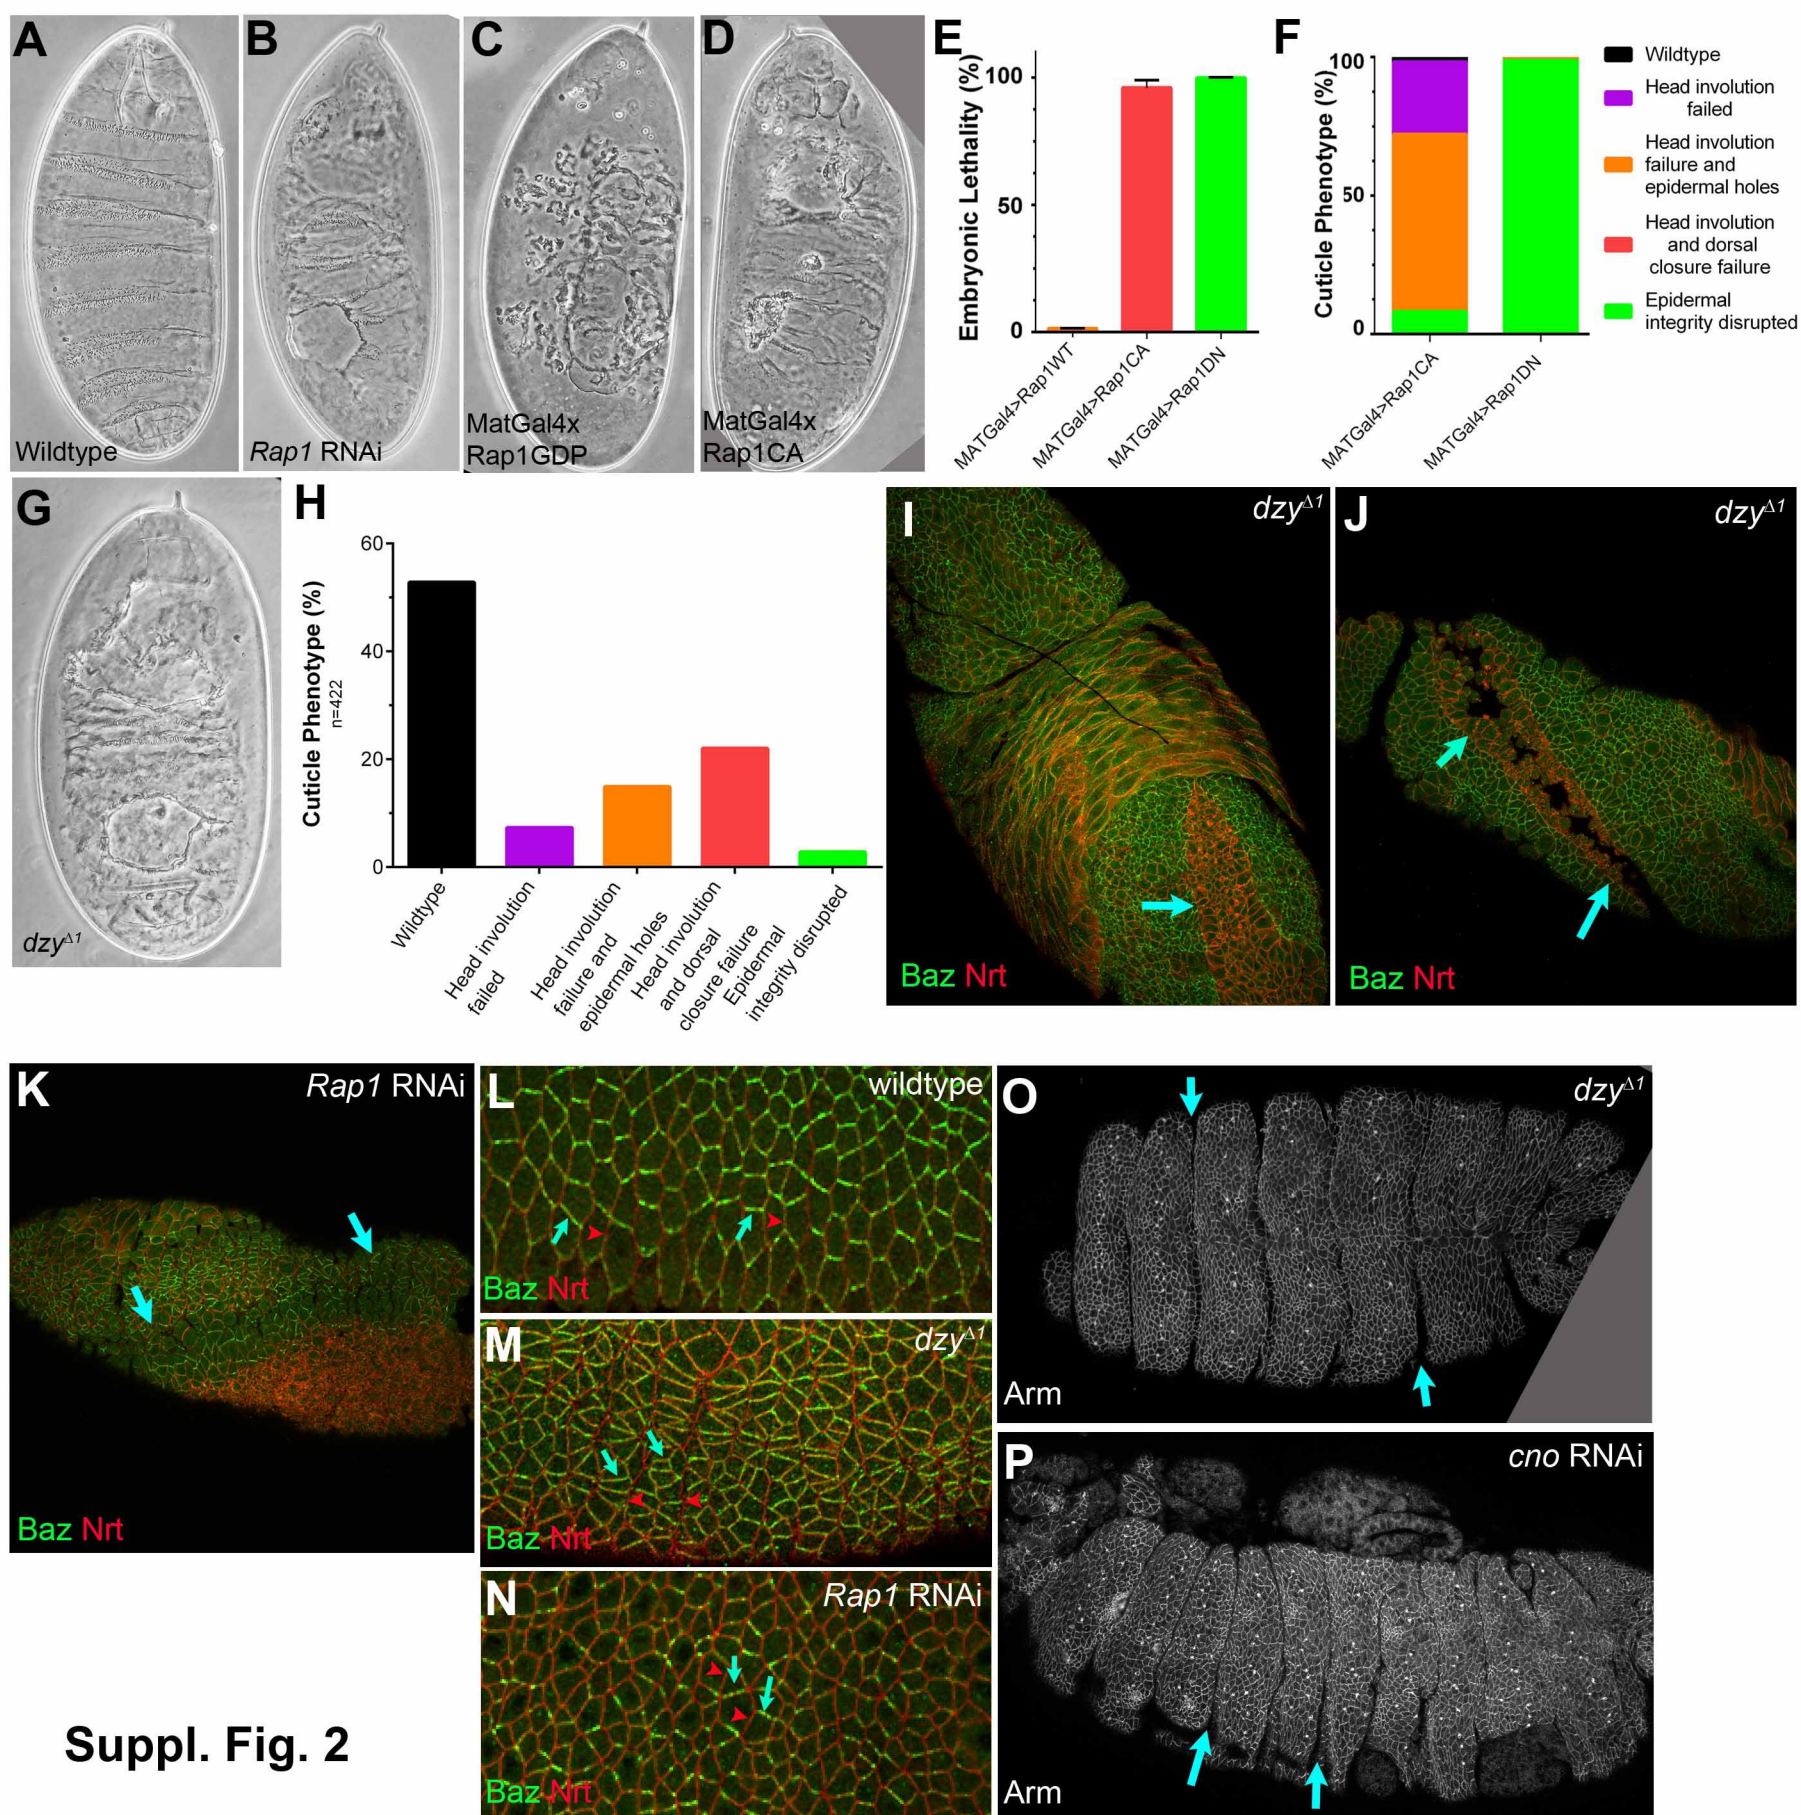 A
Wildtype
B
Rap1 RNAi
C
MatGal4x
Rap1GDP
D
MatGal4x
Rap1CA
E
Embryonic Lethality (%)
100
50
0
MATGal4>Rap1WT
MATGal4>Rap1CA
MATGal4>Rap1DN
F
Cuticle Phenotype (%)
100
50
0
MATGal4>Rap1CA
MATGal4>Rap1DN
Wildtype
Head involution
failed
Head involution
failure and
epidermal holes
Head involution
and dorsal
closure failure
Epidermal
integrity disrupted
G
dzyΔ1
H
Cuticle Phenotype (%)
n=422
60
40
20
0
Wildtype
Head involution
failed
Head involution
failure and
epidermal holes
Head involution
and dorsal
closure failure
Epidermal
integrity disrupted
I
dzyΔ1
Baz Nrt
J
dzyΔ1
Baz Nrt
K
Rap1 RNAi
Baz Nrt
L
wildtype
Baz Nrt
M
dzyΔ1
Baz Nrt
N
Rap1 RNAi
Baz Nrt
O
dzyΔ1
Arm
P
cno RNAi
Arm
Suppl. Fig. 2